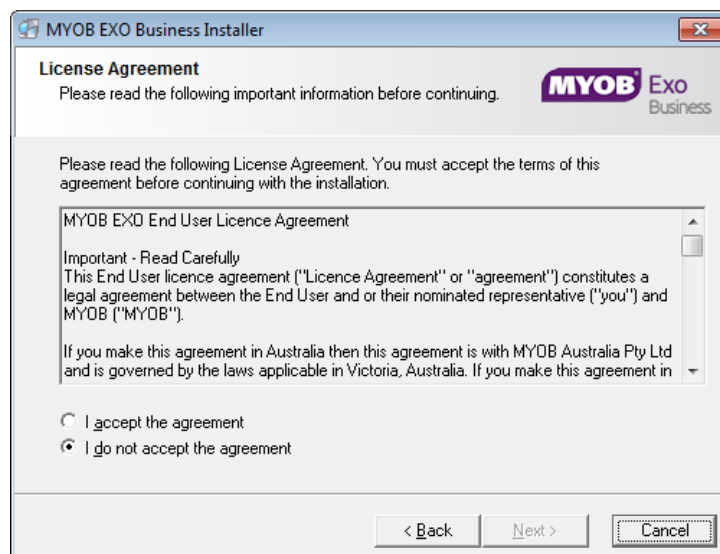 MYOB EXO Business Installer
License Agreement
Please read the following important information before continuing.
MYOB Exo
Business
Please read the following License Agreement. You must accept the terms of this
agreement before continuing with the installation.
MYOB EXO End User Licence Agreement
Important - Read Carefully
This End User licence agreement ("Licence Agreement" or "agreement") constitutes a
legal agreement between the End User and or their nominated representative ("you") and
MYOB ("MYOB").
If you make this agreement in Australia then this agreement is with MYOB Australia Pty Ltd
and is governed by the laws applicable in Victoria, Australia. If you make this agreement in
I accept the agreement
I do not accept the agreement
< Back Next > Cancel